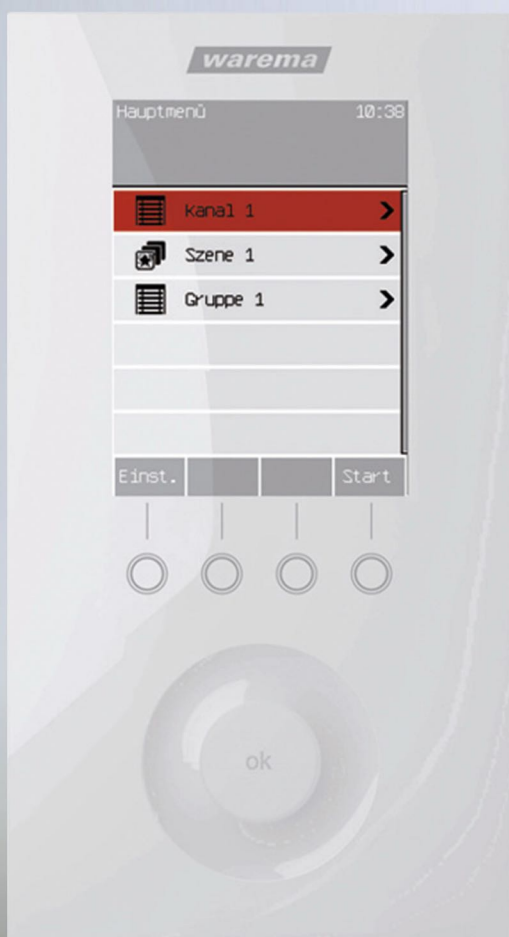 warema
Hauptmenü 10:38
Kanal 1
Szene 1
Gruppe 1
Einst. Start
ok